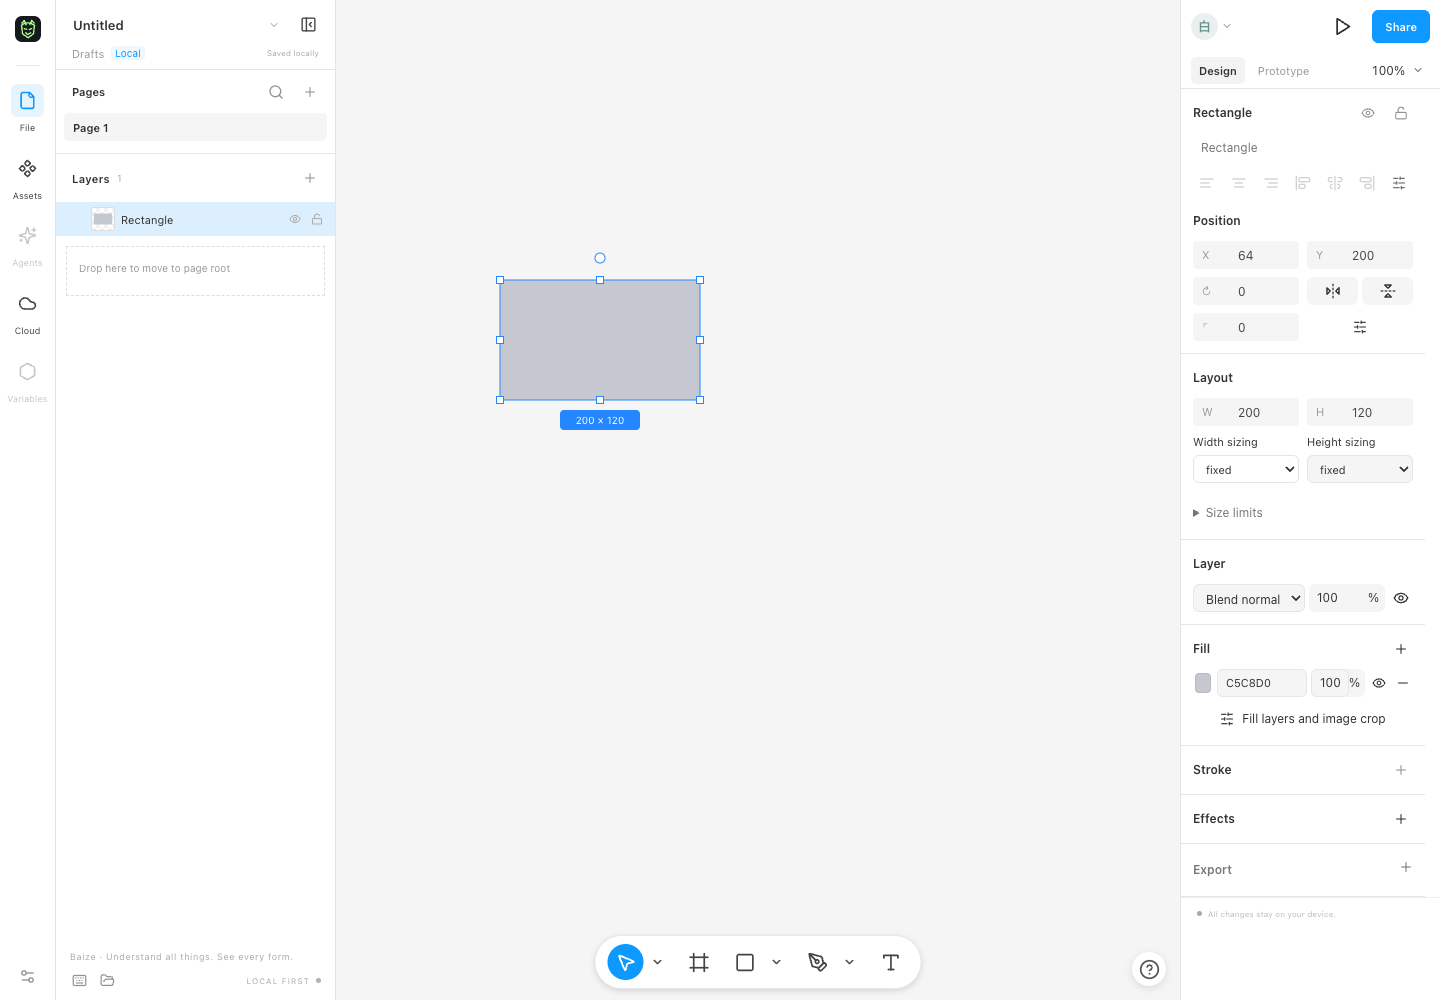 Untitled
Drafts Local Saved locally
File
Assets
Agents
Cloud
Variables
Pages
Page 1
Layers 1
Rectangle
Drop here to move to page root
Baize · Understand all things. See every form.
LOCAL FIRST
200 × 120
白
Share
Design Prototype 100%
Rectangle
Rectangle
Position
X 64 Y 200
0
0
Layout
W 200 H 120
Width sizing Height sizing
fixed fixed
Size limits
Layer
Blend normal 100 %
Fill
C5C8D0 100 %
Fill layers and image crop
Stroke
Effects
Export
All changes stay on your device.